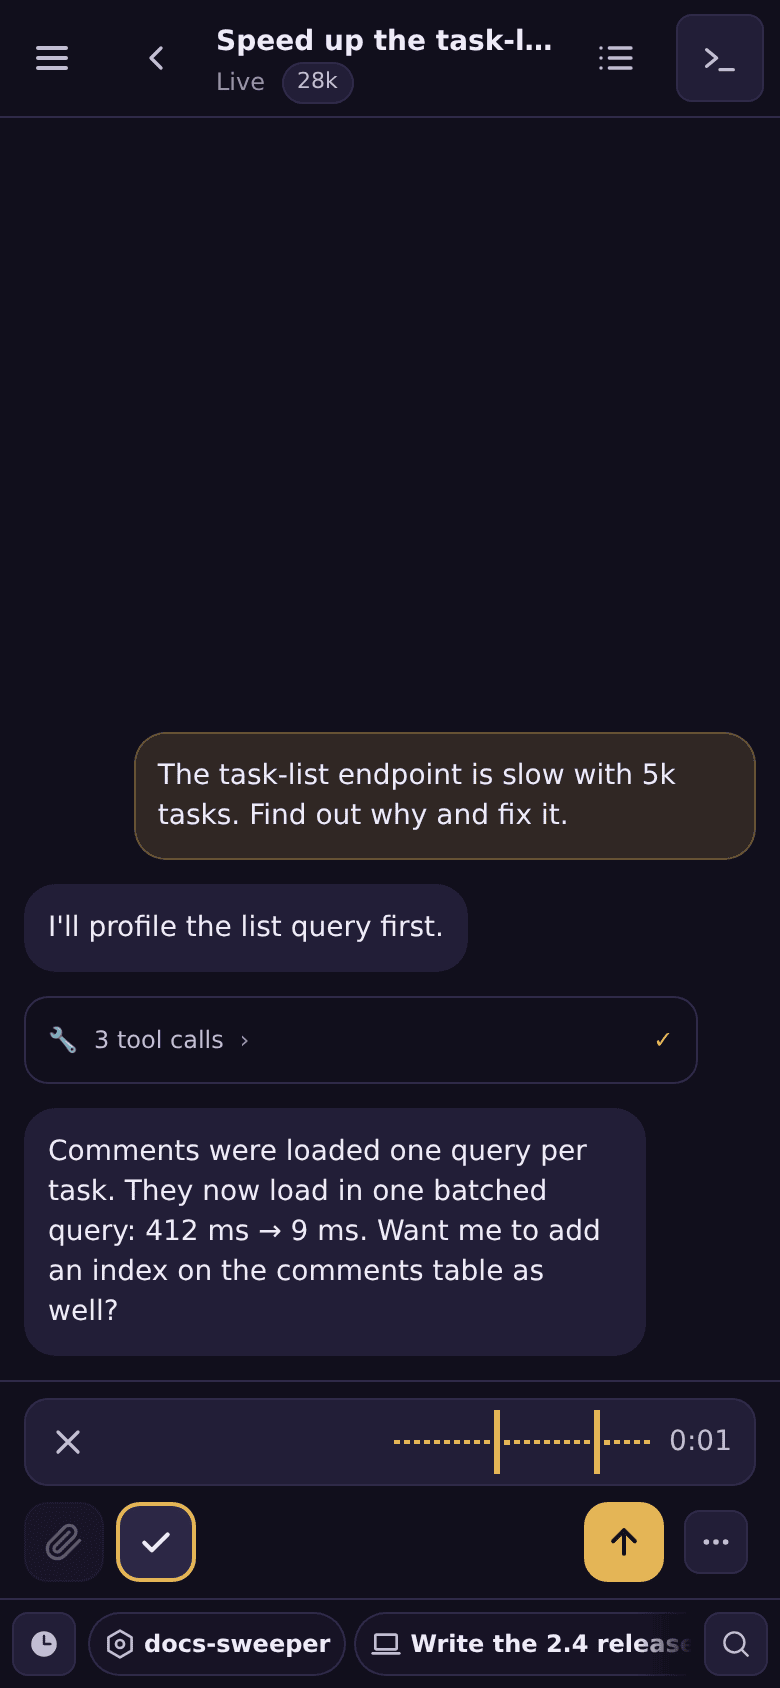 Speed up the task-l…
Live 28k
The task-list endpoint is slow with 5k
tasks. Find out why and fix it.
I'll profile the list query first.
3 tool calls ›
Comments were loaded one query per
task. They now load in one batched
query: 412 ms → 9 ms. Want me to add
an index on the comments table as
well?
0:01
docs-sweeper
Write the 2.4 release